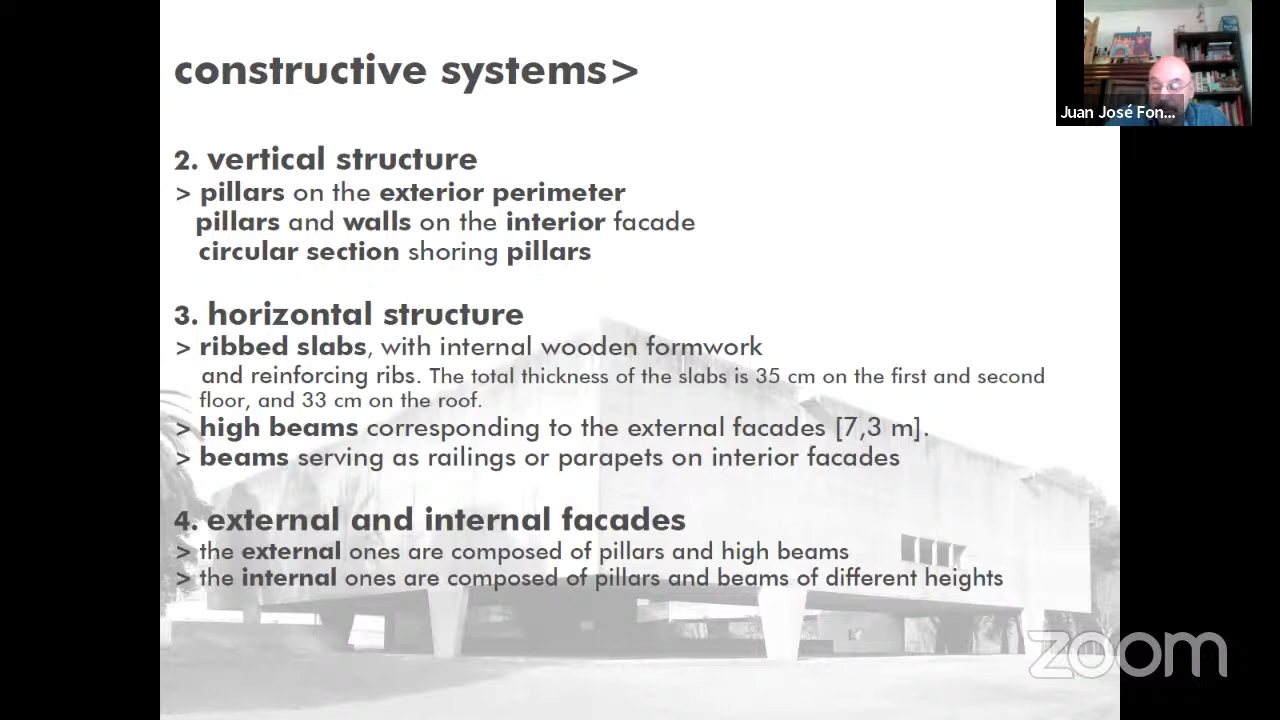 constructive systems>
Juan José Fon...
2. vertical structure
> pillars on the exterior perimeter
pillars and walls on the interior facade
circular section shoring pillars
3. horizontal structure
> ribbed slabs, with internal wooden formwork
and reinforcing ribs. The total thickness of the slabs is 35 cm on the first and second
floor, and 33 cm on the roof.
> high beams corresponding to the external facades [7,3 m].
> beams serving as railings or parapets on interior facades
4. external and internal facades
> the external ones are composed of pillars and high beams
> the internal ones are composed of pillars and beams of different heights
zoom